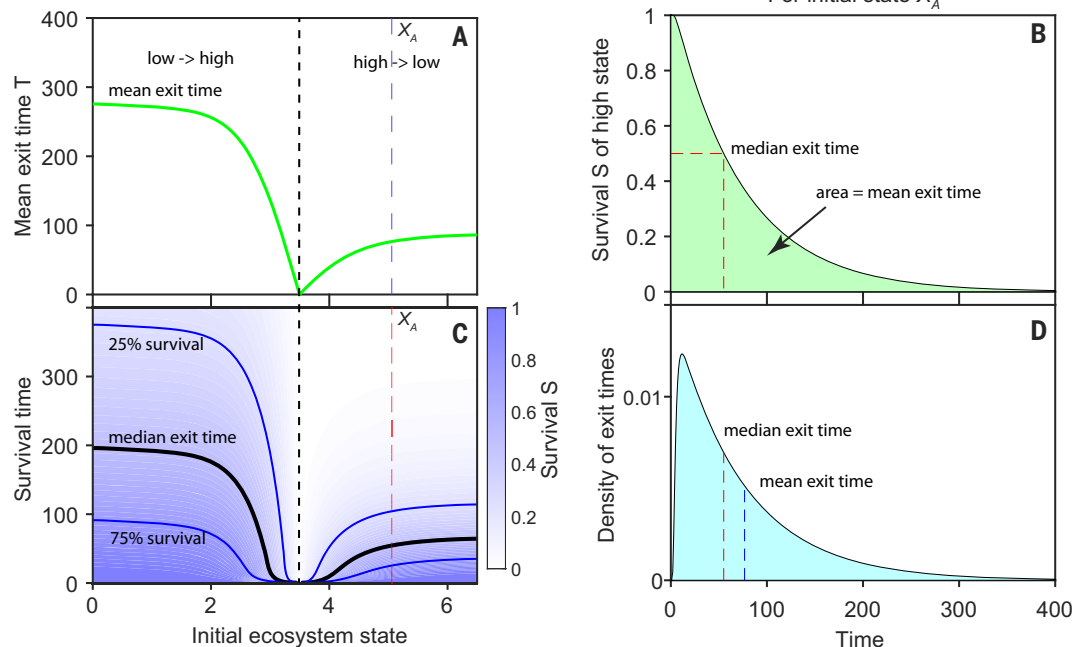 A
X_A
low -> high
high -> low
mean exit time
Mean exit time T
400
300
200
100
0
For initial state X_A
B
median exit time
area = mean exit time
Survival S of high state
1
0.8
0.6
0.4
0.2
0
C
X_A
25% survival
median exit time
75% survival
Survival time
300
200
100
0
0
2
4
6
Initial ecosystem state
1
0.8
0.6
0.4
0.2
0
Survival S
D
median exit time
mean exit time
Density of exit times
0.01
0
0
100
200
300
400
Time